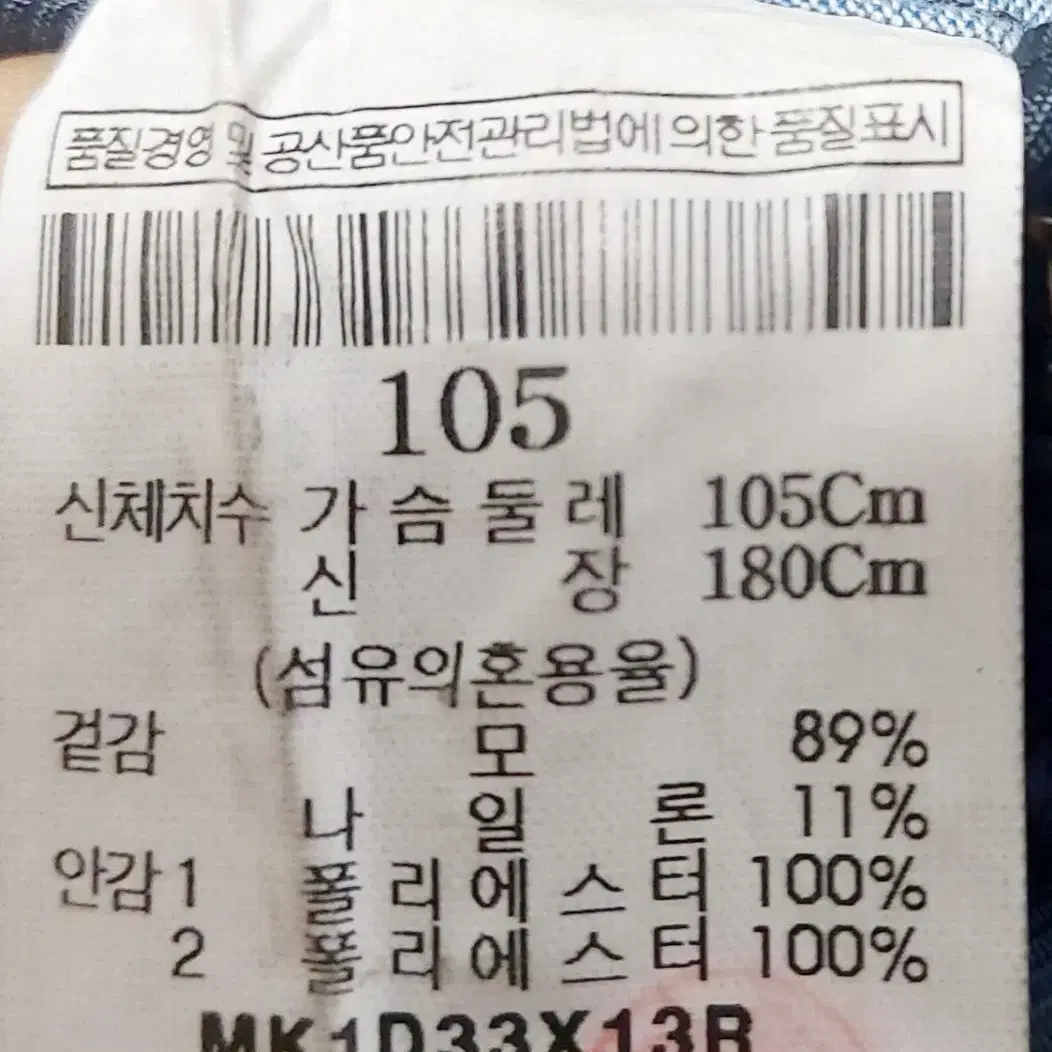 품질경영 및 공산품안전관리법에 의한 품질표시
105
신체치수 가슴둘레 105Cm
신장 180Cm
(섬유의혼용율)
겉감 모 89%
나일론 11%
안감 1 폴리에스터 100%
2 폴리에스터 100%
MK1D33X13R